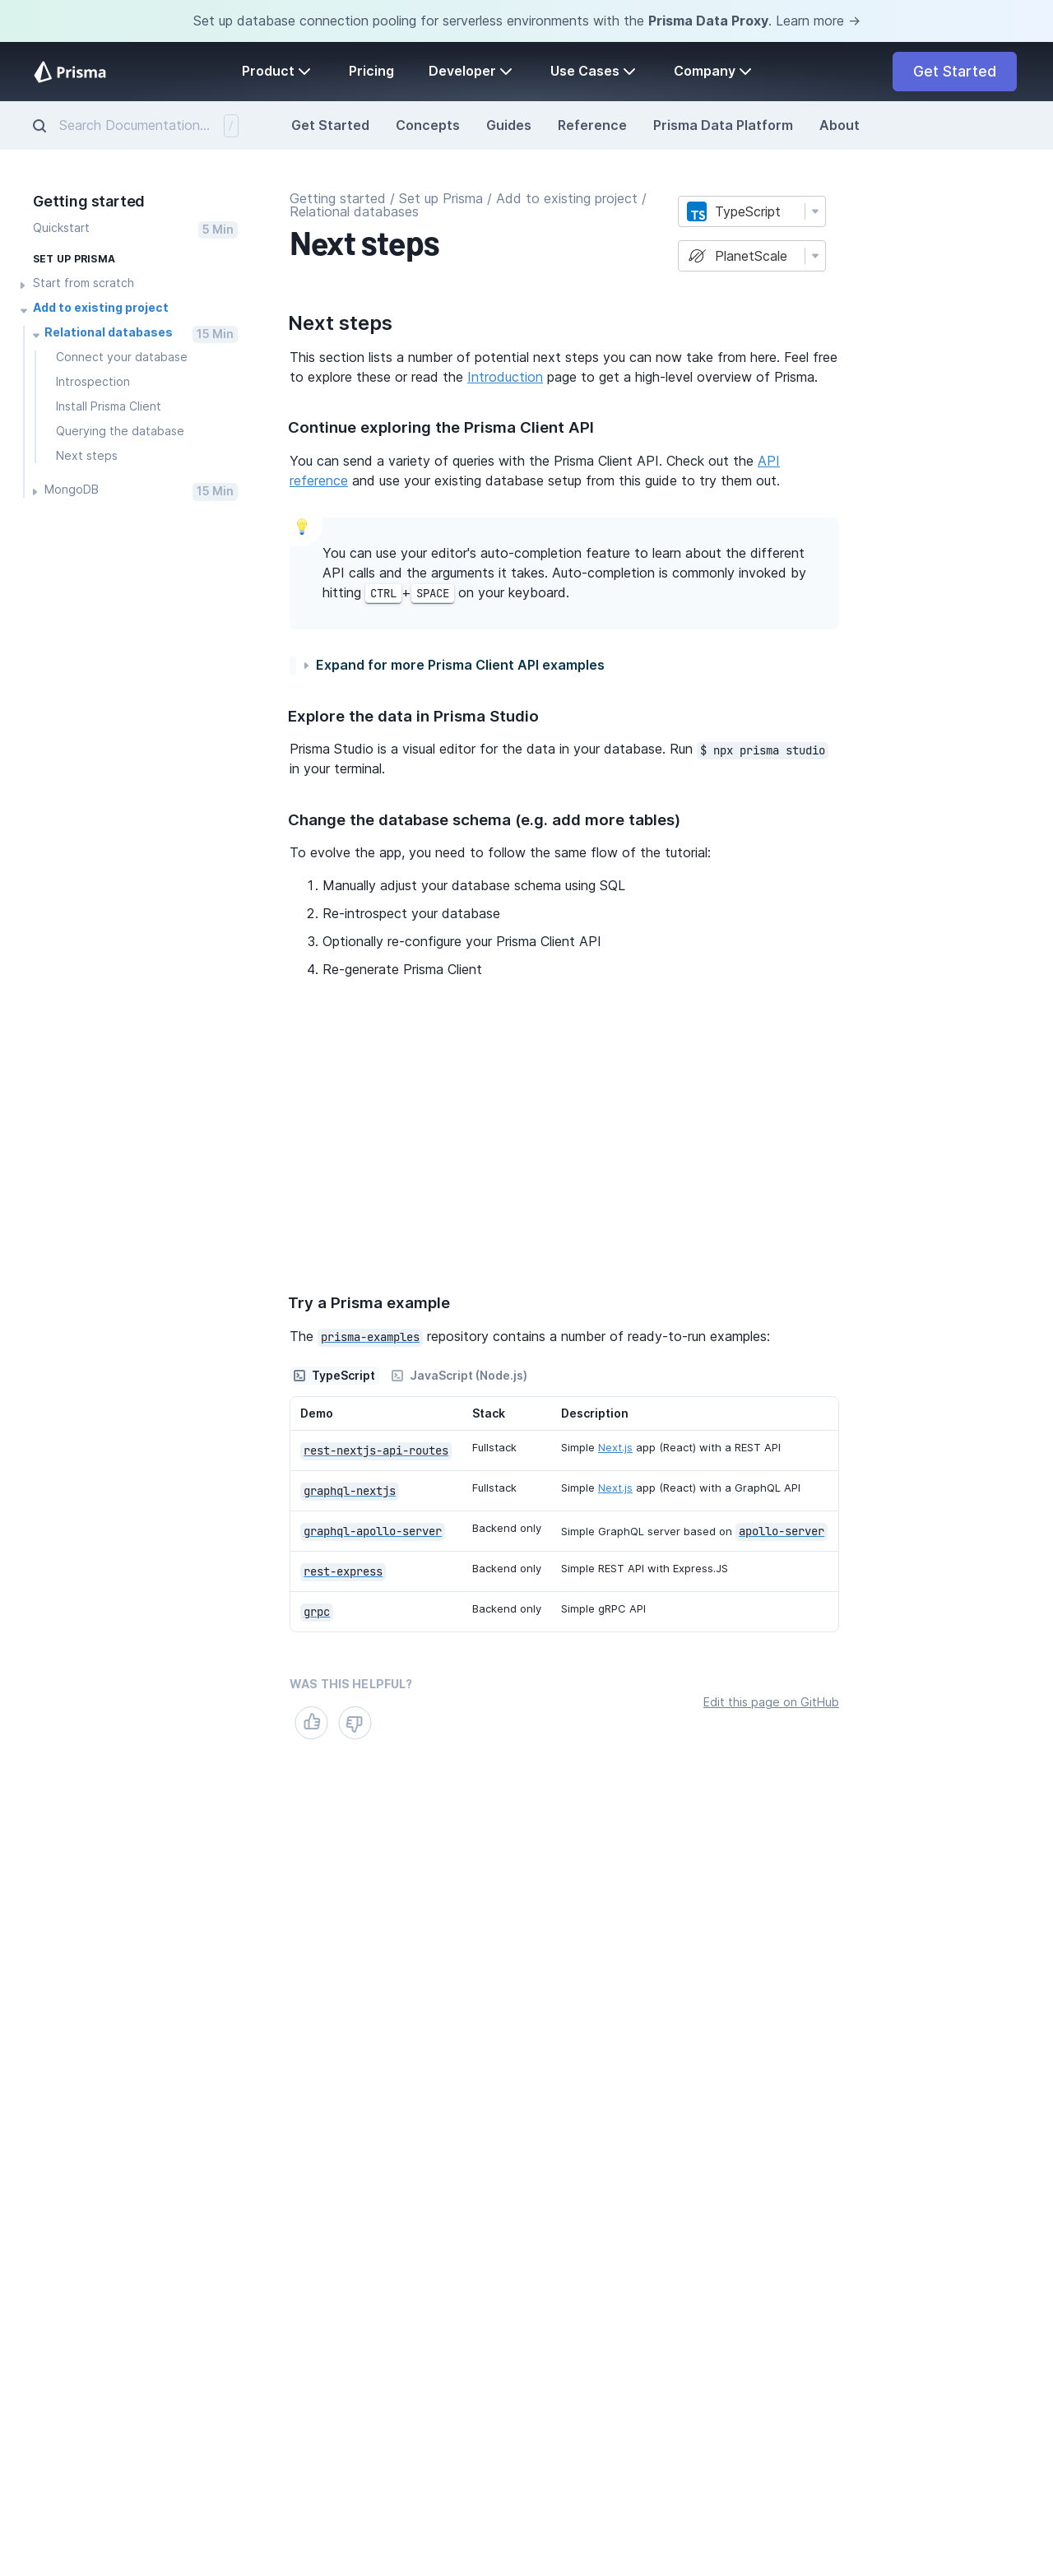 Set up database connection pooling for serverless environments with the Prisma Data Proxy. Learn more →
Prisma
Product
Pricing
Developer
Use Cases
Company
Get Started
Search Documentation...
/
Get Started
Concepts
Guides
Reference
Prisma Data Platform
About
Getting started
Quickstart
5 Min
SET UP PRISMA
Start from scratch
Add to existing project
Relational databases
15 Min
Connect your database
Introspection
Install Prisma Client
Querying the database
Next steps
MongoDB
15 Min
Getting started / Set up Prisma / Add to existing project /
Relational databases
Next steps
TS TypeScript
PlanetScale
Next steps
This section lists a number of potential next steps you can now take from here. Feel free
to explore these or read the Introduction page to get a high-level overview of Prisma.
Continue exploring the Prisma Client API
You can send a variety of queries with the Prisma Client API. Check out the API
reference and use your existing database setup from this guide to try them out.
You can use your editor's auto-completion feature to learn about the different
API calls and the arguments it takes. Auto-completion is commonly invoked by
hitting CTRL+SPACE on your keyboard.
Expand for more Prisma Client API examples
Explore the data in Prisma Studio
Prisma Studio is a visual editor for the data in your database. Run $ npx prisma studio
in your terminal.
Change the database schema (e.g. add more tables)
To evolve the app, you need to follow the same flow of the tutorial:
1. Manually adjust your database schema using SQL
2. Re-introspect your database
3. Optionally re-configure your Prisma Client API
4. Re-generate Prisma Client
Try a Prisma example
The prisma-examples repository contains a number of ready-to-run examples:
TypeScript
JavaScript (Node.js)
Demo Stack Description
rest-nextjs-api-routes Fullstack Simple Next.js app (React) with a REST API
graphql-nextjs Fullstack Simple Next.js app (React) with a GraphQL API
graphql-apollo-server Backend only Simple GraphQL server based on apollo-server
rest-express Backend only Simple REST API with Express.JS
grpc Backend only Simple gRPC API
WAS THIS HELPFUL?
Edit this page on GitHub